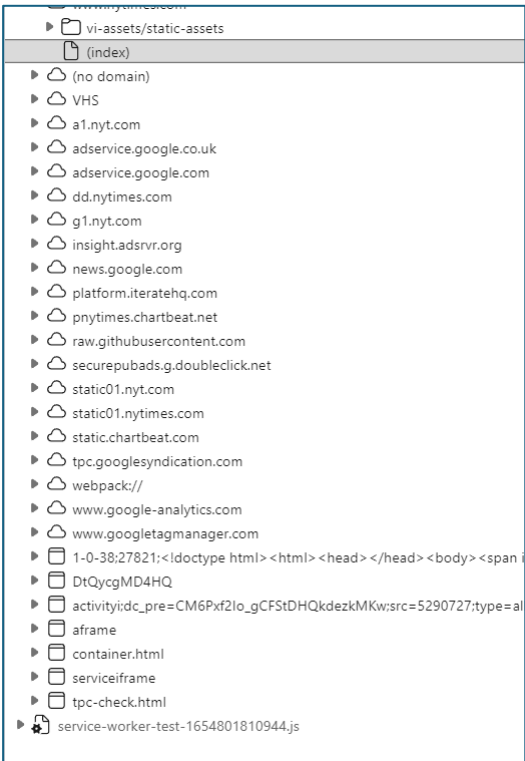 www.nytimes.com
vi-assets/static-assets
(index)
(no domain)
VHS
a1.nyt.com
adservice.google.co.uk
adservice.google.com
dd.nytimes.com
g1.nyt.com
insight.adsrvr.org
news.google.com
platform.iteratehq.com
pnytimes.chartbeat.net
raw.githubusercontent.com
securepubads.g.doubleclick.net
static01.nyt.com
static01.nytimes.com
static.chartbeat.com
tpc.googlesyndication.com
webpack://
www.google-analytics.com
www.googletagmanager.com
1-0-38;27821;<!doctype html><html><head></head><body><span i
DtQycgMD4HQ
activityi;dc_pre=CM6Pxf2Io_gCFStDHQkdezkMKw;src=5290727;type=al
aframe
container.html
serviceiframe
tpc-check.html
service-worker-test-1654801810944.js